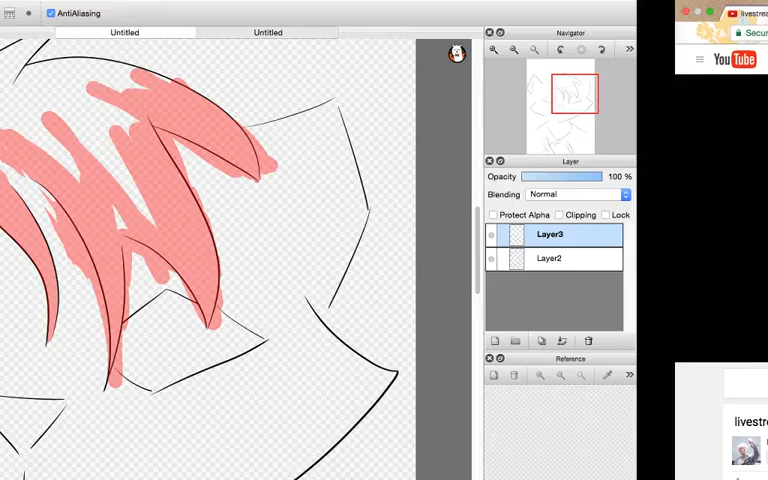 AntiAliasing
livestrea
Untitled
Untitled
Navigator
Secur
YouTube
Layer
Opacity 100 %
Blending Normal
Protect Alpha Clipping Lock
Layer3
Layer2
Reference
livestre